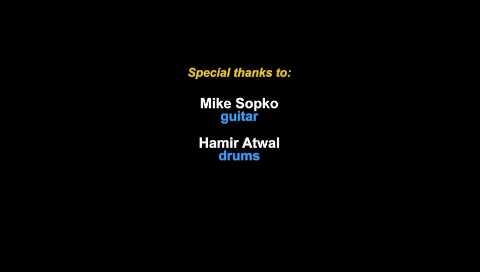 Special thanks to:
Mike Sopko
guitar
Hamir Atwal
drums